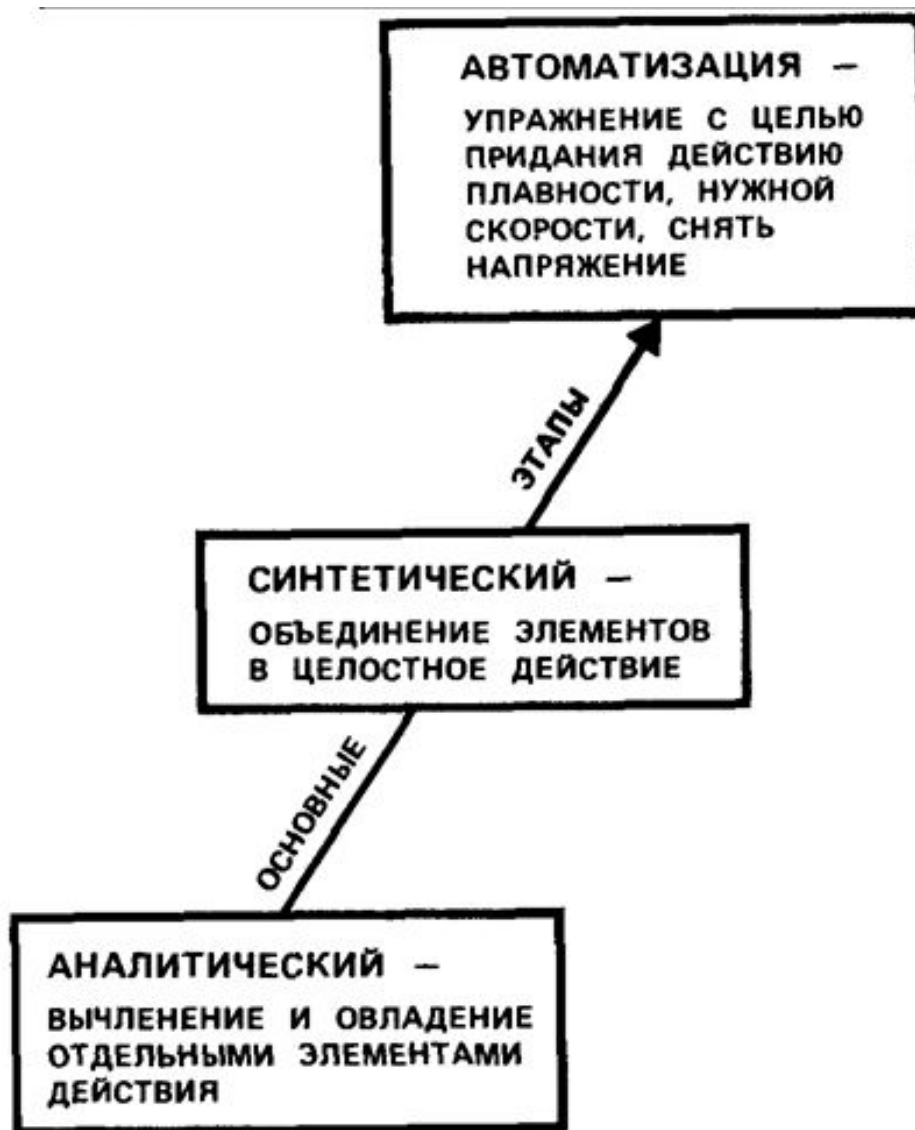 АВТОМАТИЗАЦИЯ —
УПРАЖНЕНИЕ С ЦЕЛЬЮ
ПРИДАНИЯ ДЕЙСТВИЮ
ПЛАВНОСТИ, НУЖНОЙ
СКОРОСТИ, СНЯТЬ
НАПРЯЖЕНИЕ
ЭТАПЫ
СИНТЕТИЧЕСКИЙ —
ОБЪЕДИНЕНИЕ ЭЛЕМЕНТОВ
В ЦЕЛОСТНОЕ ДЕЙСТВИЕ
ОСНОВНЫЕ
АНАЛИТИЧЕСКИЙ —
ВЫЧЛЕНЕНИЕ И ОВЛАДЕНИЕ
ОТДЕЛЬНЫМИ ЭЛЕМЕНТАМИ
ДЕЙСТВИЯ